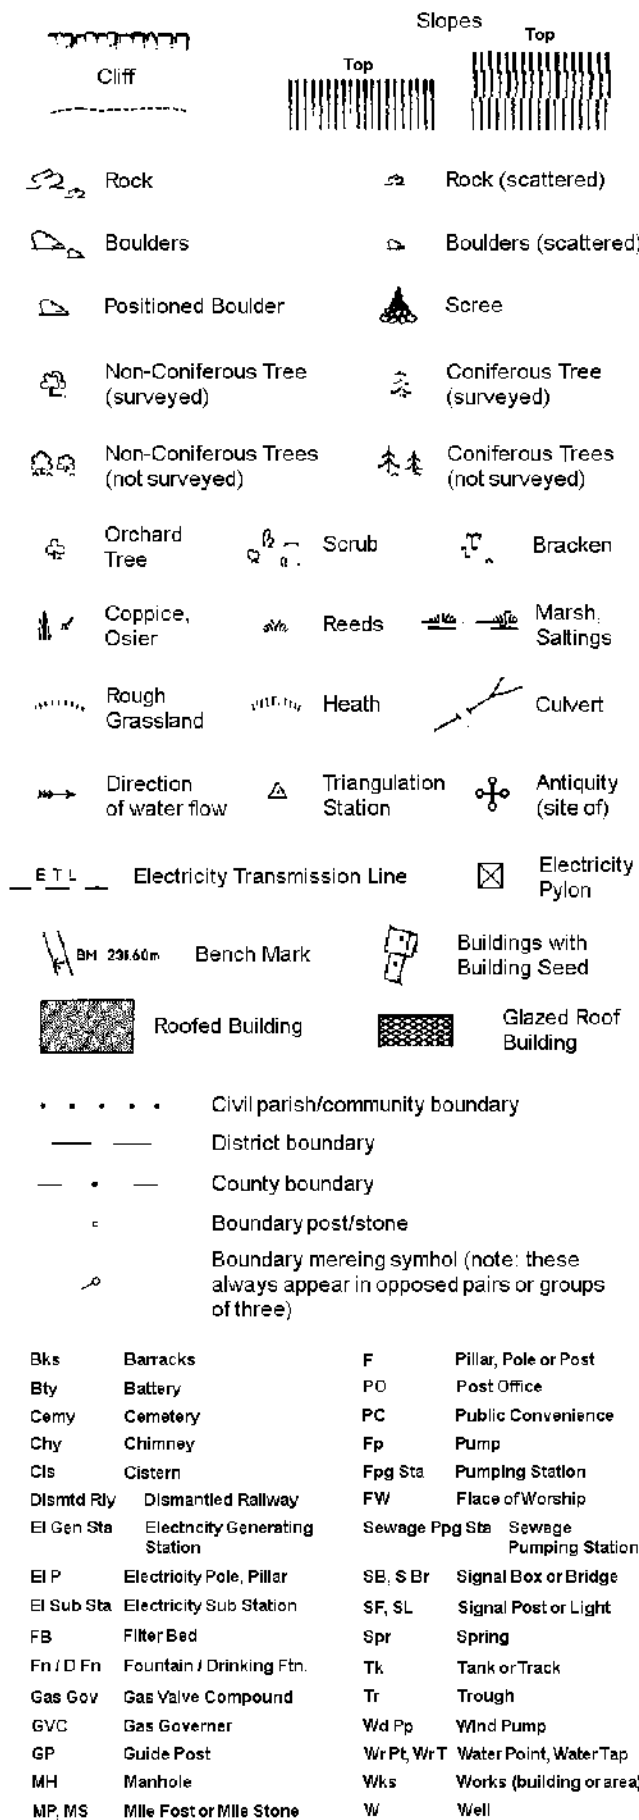 Slopes
Top
Top
Cliff
Rock
Rock (scattered)
Boulders
Boulders (scattered)
Positioned Boulder
Scree
Non-Coniferous Tree
(surveyed)
Coniferous Tree
(surveyed)
Non-Coniferous Trees
(not surveyed)
Coniferous Trees
(not surveyed)
Orchard
Tree
Scrub
Bracken
Coppice,
Osier
Reeds
Marsh,
Saltings
Rough
Grassland
Heath
Culvert
Direction
of water flow
Triangulation
Station
Antiquity
(site of)
E T L
Electricity Transmission Line
Electricity
Pylon
BM 231.60m
Bench Mark
Buildings with
Building Seed
Roofed Building
Glazed Roof
Building
Civil parish/community boundary
District boundary
County boundary
Boundary post/stone
Boundary mereing symhol (note: these
always appear in opposed pairs or groups
of three)
Bks Barracks
F Pillar, Pole or Post
Bty Battery
PO Post Office
Cemy Cemetery
PC Public Convenience
Chy Chimney
Fp Pump
Cis Cistern
Fpg Sta Pumping Station
Dismtd Rly Dismantled Railway
FW Flace of Worship
El Gen Sta Electncity Generating
Station
Sewage Ppg Sta Sewage
Pumping Station
El P Electricity Pole, Pillar
SB, S Br Signal Box or Bridge
El Sub Sta Electricity Sub Station
SF, SL Signal Post or Light
FB Filter Bed
Spr Spring
Fn / D Fn Fountain / Drinking Ftn.
Tk Tank or Track
Gas Gov Gas Valve Compound
Tr Trough
GVC Gas Governer
Wd Pp Wind Pump
GP Guide Post
Wr Pt, Wr T Water Point, Water Tap
MH Manhole
Wks Works (building or area)
MP, MS Mile Fost or Mile Stone
W Well